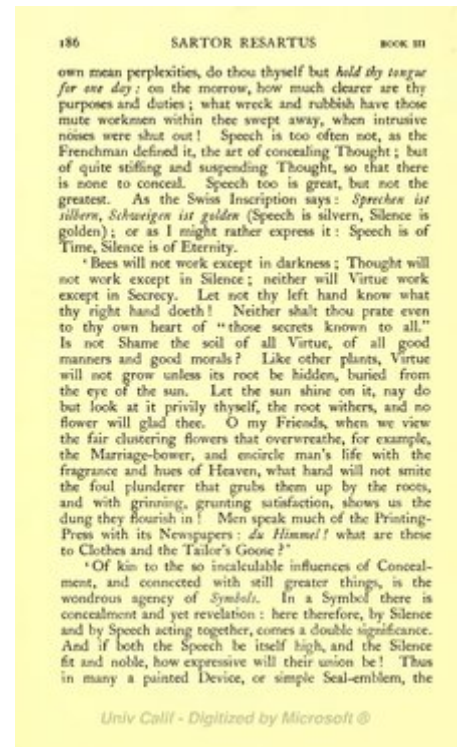 186 SARTOR RESARTUS BOOK III
own mean perplexities, do thou thyself but hold thy tongue
for one day: on the morrow, how much clearer are thy
purposes and duties; what wreck and rubbish have those
mute workmen within thee swept away, when intrusive
noises were shut out! Speech is too often not, as the
Frenchman defined it, the art of concealing Thought; but
of quite stifling and suspending Thought, so that there
is none to conceal. Speech too is great, but not the
greatest. As the Swiss Inscription says: Sprechen ist
silbern, Schweigen ist golden (Speech is silvern, Silence is
golden); or as I might rather express it: Speech is of
Time, Silence is of Eternity.
‘Bees will not work except in darkness; Thought will
not work except in Silence; neither will Virtue work
except in Secrecy. Let not thy left hand know what
thy right hand doeth! Neither shalt thou prate even
to thy own heart of “those secrets known to all.”
Is not Shame the soil of all Virtue, of all good
manners and good morals? Like other plants, Virtue
will not grow unless its root be hidden, buried from
the eye of the sun. Let the sun shine on it, nay do
but look at it privily thyself, the root withers, and no
flower will glad thee. O my Friends, when we view
the fair clustering flowers that overwreathe, for example,
the Marriage-bower, and encircle man's life with the
fragrance and hues of Heaven, what hand will not smite
the foul plunderer that grubs them up by the roots,
and with grinning, grunting satisfaction, shows us the
dung they flourish in! Men speak much of the Printing-
Press with its Newspapers: du Himmel! what are these
to Clothes and the Tailor's Goose?’
‘Of kin to the so incalculable influences of Conceal-
ment, and connected with still greater things, is the
wondrous agency of Symbols. In a Symbol there is
concealment and yet revelation: here therefore, by Silence
and by Speech acting together, comes a double significance.
And if both the Speech be itself high, and the Silence
fit and noble, how expressive will their union be! Thus
in many a painted Device, or simple Seal-emblem, the
Univ Calif - Digitized by Microsoft ®